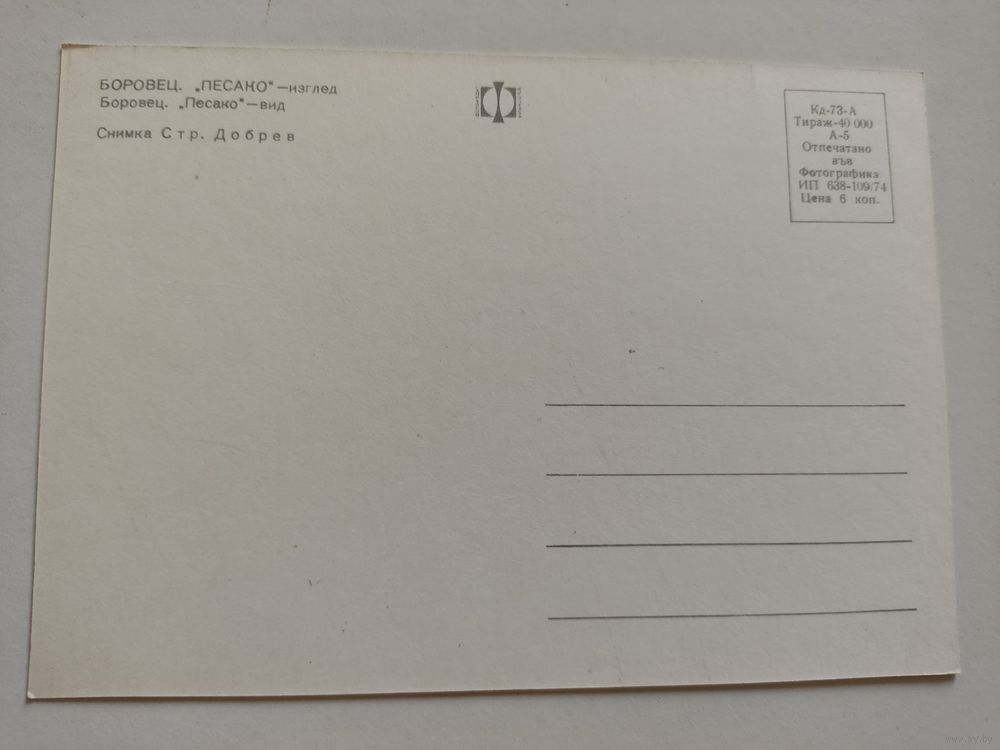 БОРОВЕЦ. „ПЕСАКО“—изглед
Боровец. „Песако“—вид
Снимка Стр. Добрев
Кд-73-А
Тираж-40 000
А-5
Отпечатано
във
Фотографика
ИП 638-109/74
Цена 6 коп.